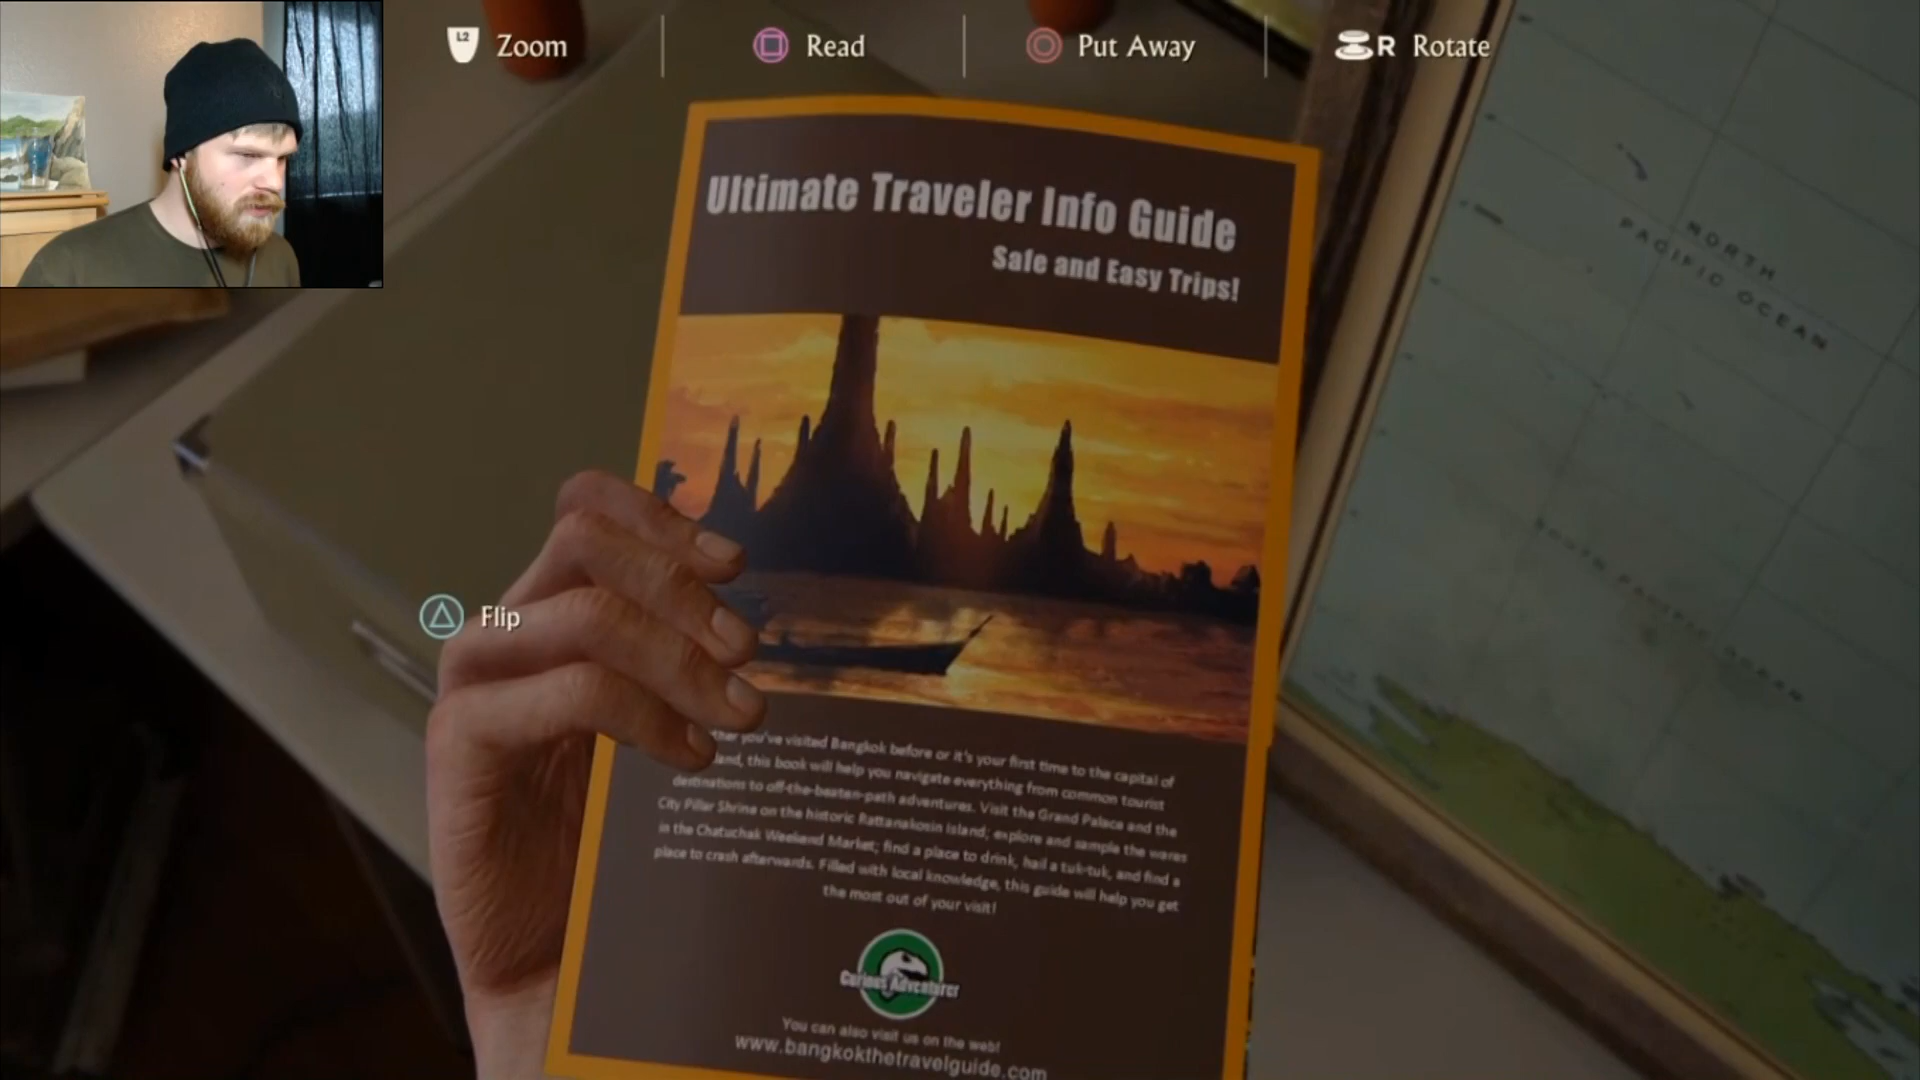 L2 Zoom
Read
Put Away
R Rotate
Ultimate Traveler Info Guide
Safe and Easy Trips!
NORTH
PACIFIC OCEAN
SOUTH PACIFIC OCEAN
Flip
you've visited Bangkok before or it's your first time to the capital of
this book will help you navigate everything from common tourist
destinations to off-the-beaten-path adventures. Visit the Grand Palace and the
City Pillar Shrine on the historic Rattanakosin Island; explore and sample the wares
in the Chatuchak Weekend Market; find a place to drink, hail a tuk-tuk, and find a
place to crash afterwards. Filled with local knowledge, this guide will help you get
the most out of your visit!
Curious Adventurer
You can also visit us on the web!
www.bangkokthetravelguide.com